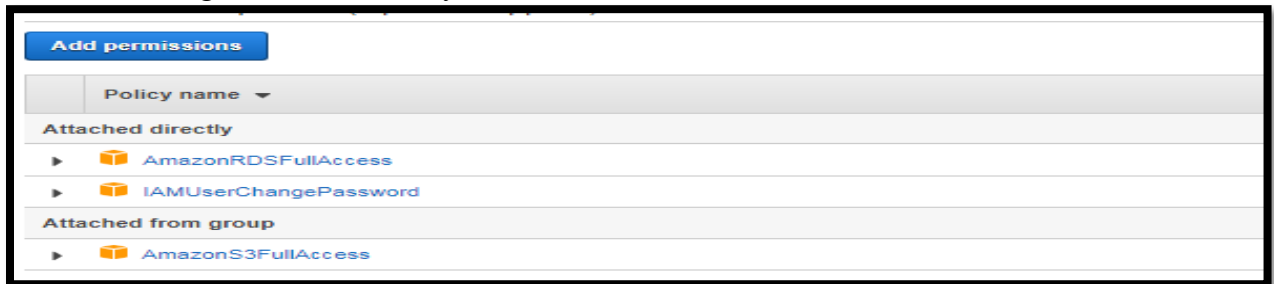 Add permissions
Policy name
Attached directly
AmazonRDSFullAccess
IAMUserChangePassword
Attached from group
AmazonS3FullAccess